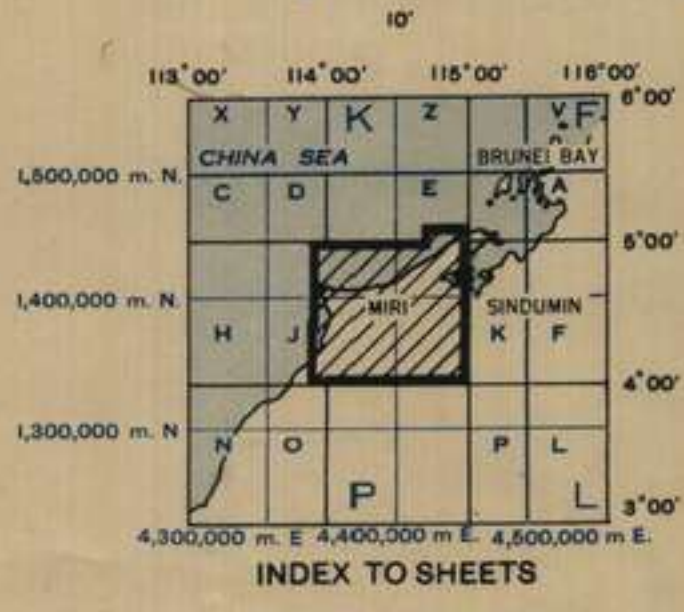 10'
113°00' 114°00' 115°00' 116°00'
6°00'
X Y K Z V F
CHINA SEA BRUNEI BAY
1,500,000 m. N.
C D E A
5°00'
1,400,000 m. N.
MIRI SINDUMIN
H J K F
4°00'
1,300,000 m. N
N O P L
P L
3°00'
4,300,000 m. E 4,400,000 m E. 4,500,000 m E.
INDEX TO SHEETS